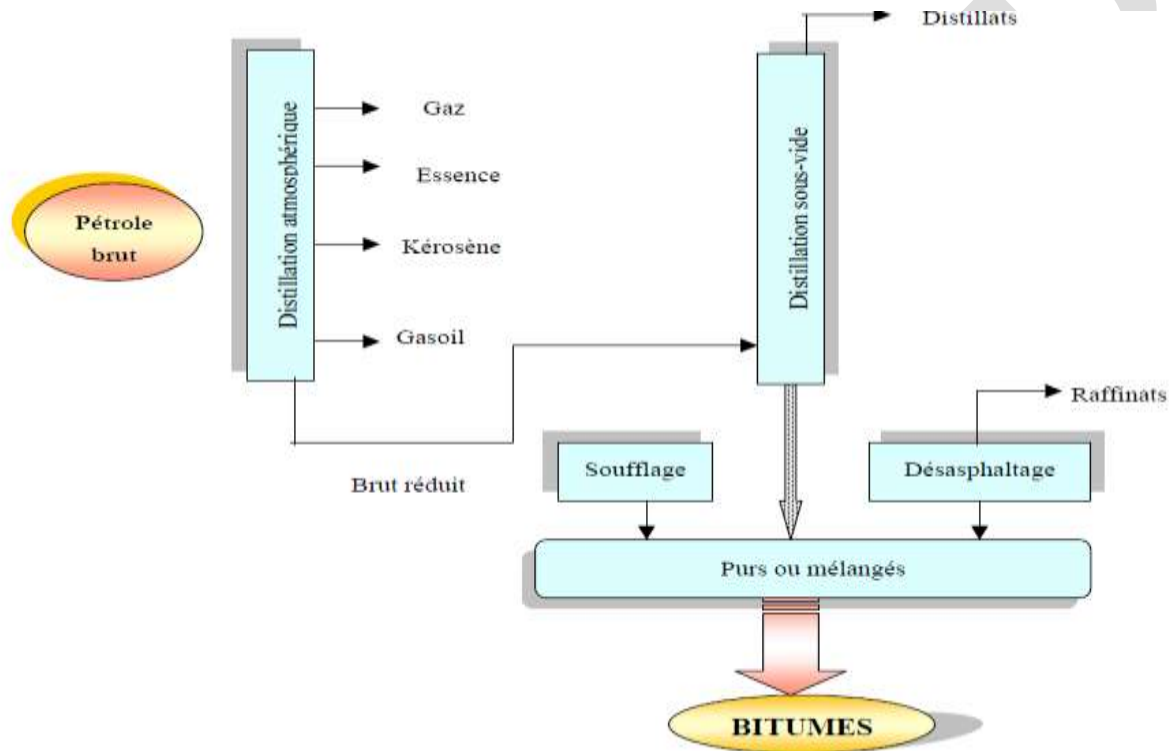 Distillats
Distillation atmosphérique
Gaz
Essence
Kérosène
Gasoil
Pétrole
brut
Distillation sous-vide
Brut réduit
Raffinats
Soufflage
Désasphaltage
Purs ou mélangés
BITUMES